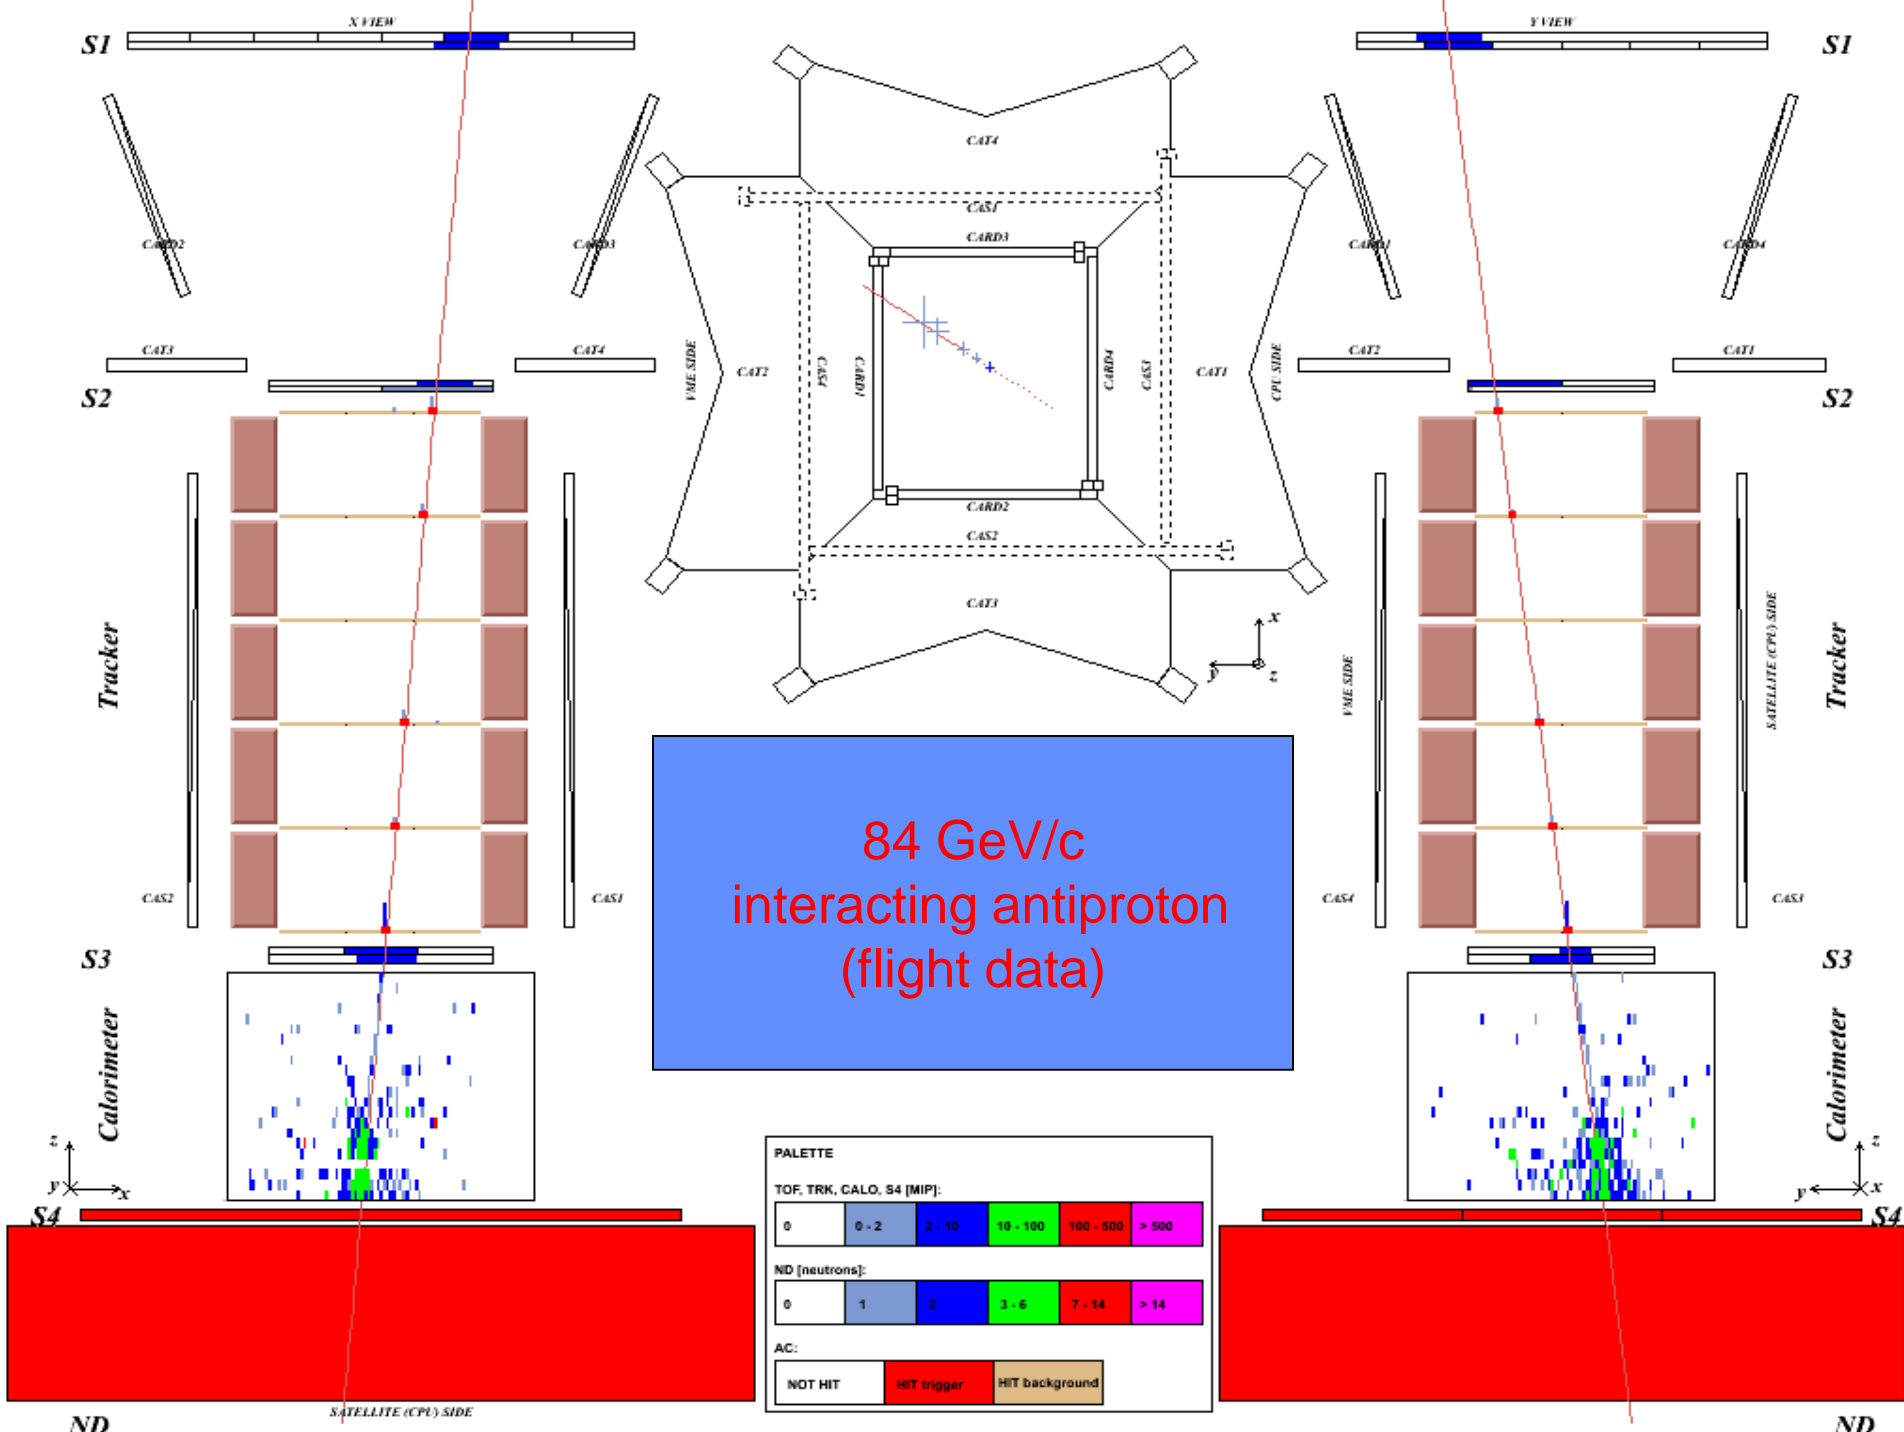 X VIEW
Y VIEW
S1
S1
CAT4
CARD2
CARD3
CAS1
CARD3
CARD1
CARD4
CAT3
CAT4
VME SIDE
CAT2
CAS4
CARD1
CARD4
CAS3
CAT1
CPU SIDE
CAT2
CAT1
S2
S2
CARD2
CAS2
CAT3
x
y
z
Tracker
VME SIDE
SATELLITE (CPU) SIDE
Tracker
84 GeV/c
interacting antiproton
(flight data)
CAS2
CAS1
CAS4
CAS3
S3
S3
Calorimeter
Calorimeter
z
y
x
z
y
x
S4
S4
PALETTE
TOF, TRK, CALO, S4 [MIP]:
0 0 - 2 2 - 10 10 - 100 100 - 500 > 500
ND [neutrons]:
0 1 2 3 - 6 7 - 14 > 14
AC:
NOT HIT HIT trigger HIT background
SATELLITE (CPU) SIDE
ND
ND